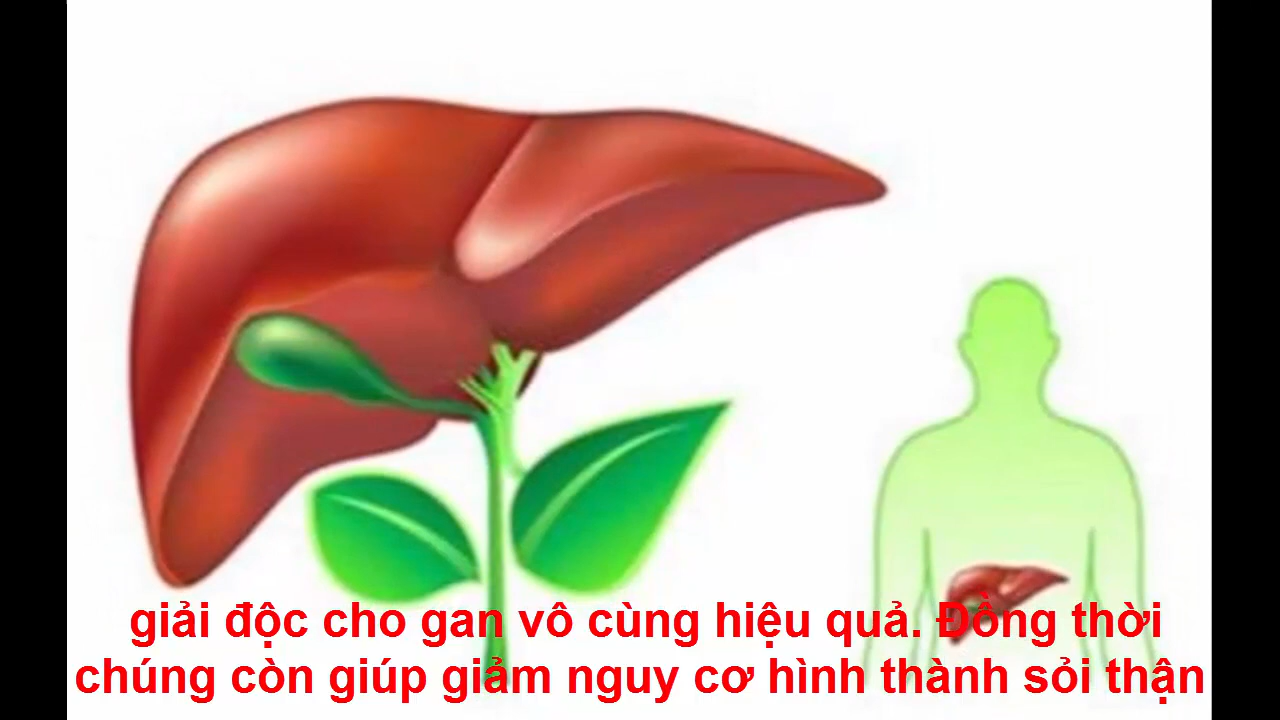 giải độc cho gan vô cùng hiệu quả. Đồng thời
chúng còn giúp giảm nguy cơ hình thành sỏi thận